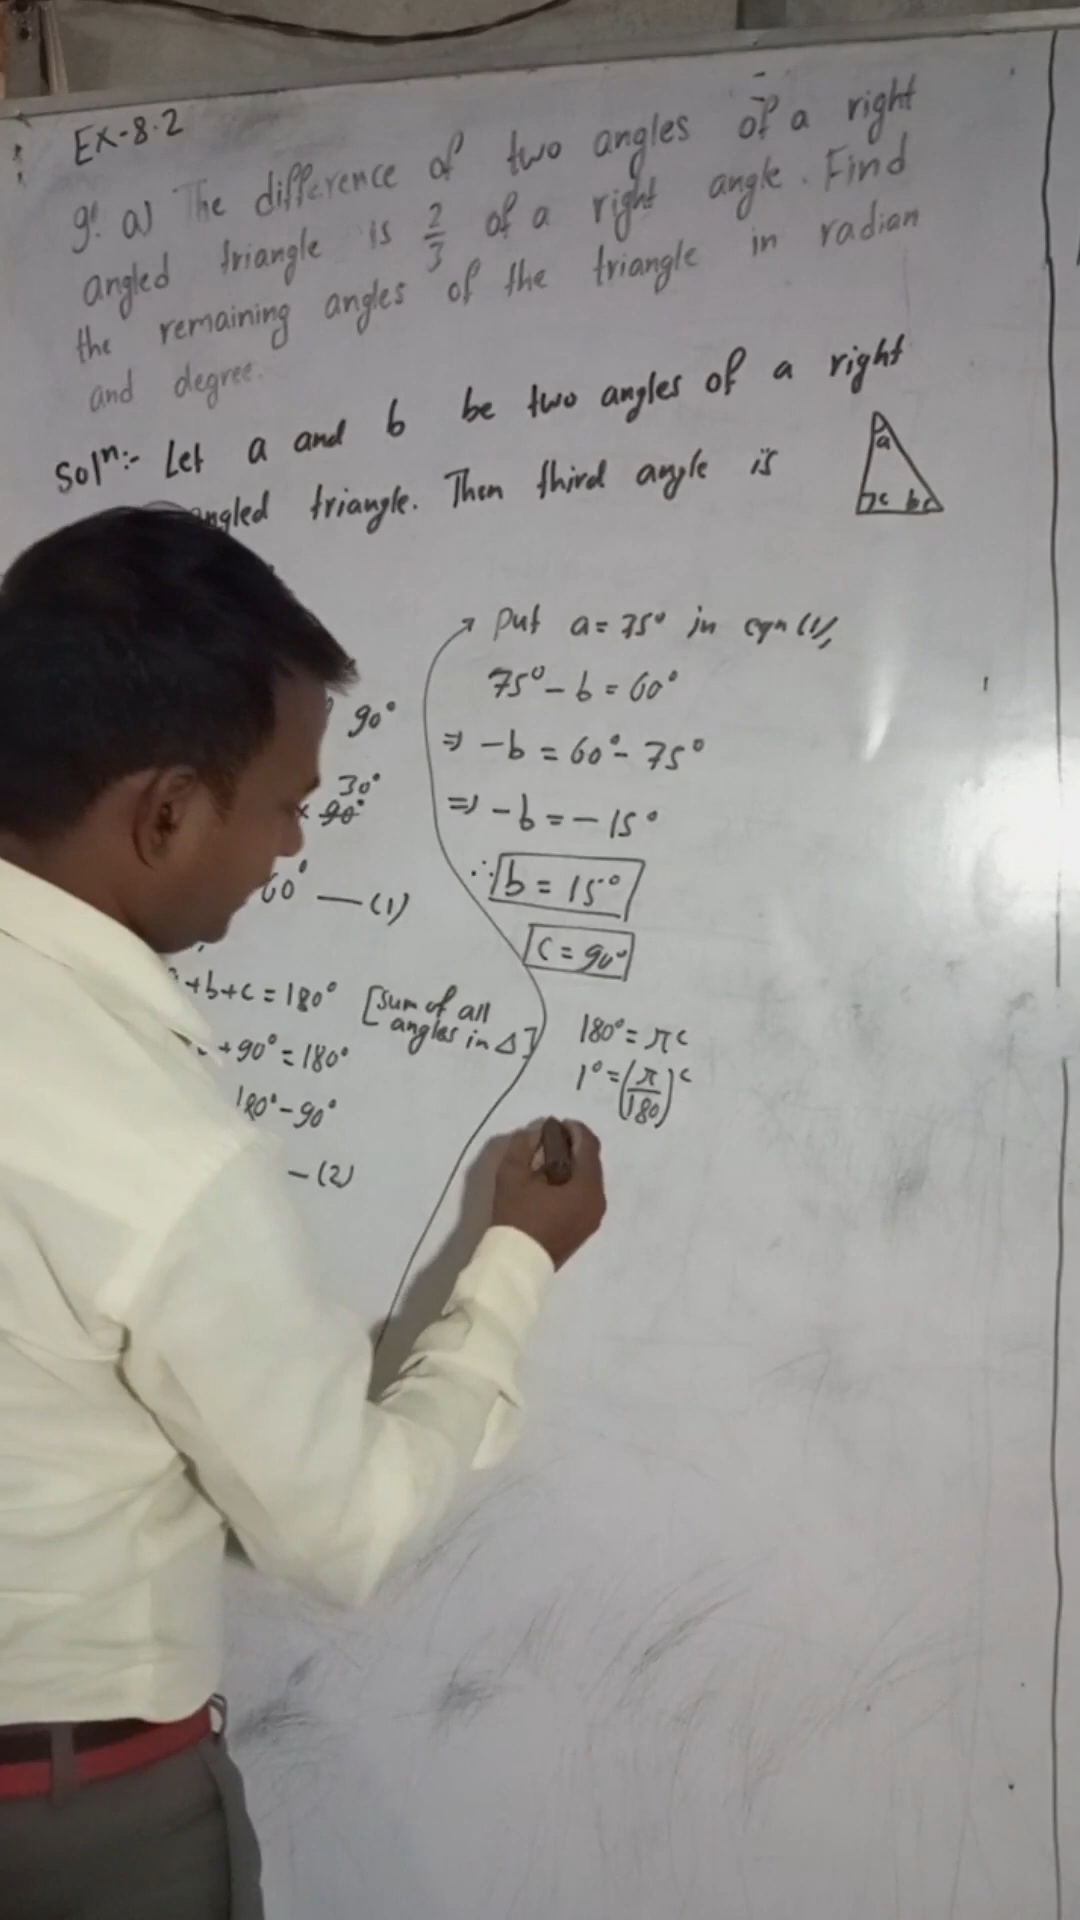 Ex-8.2
9. a) The difference of two angles of a right
angled triangle is 2/3 of a right angle. Find
the remaining angles of the triangle in radian
and degree.
Solⁿ:- Let a and b be two angles of a right
angled triangle. Then third angle is
a
c b
90°
30°
× 90°
60° — (1)
+b+c = 180° [sum of all
angles in Δ]
+90° = 180°
180° - 90°
— (2)
Put a = 75° in eqn (1),
75° - b = 60°
⇒ -b = 60° - 75°
⇒ -b = -15°
∴ b = 15°
c = 90°
180° = πc
1° = (π/180)c